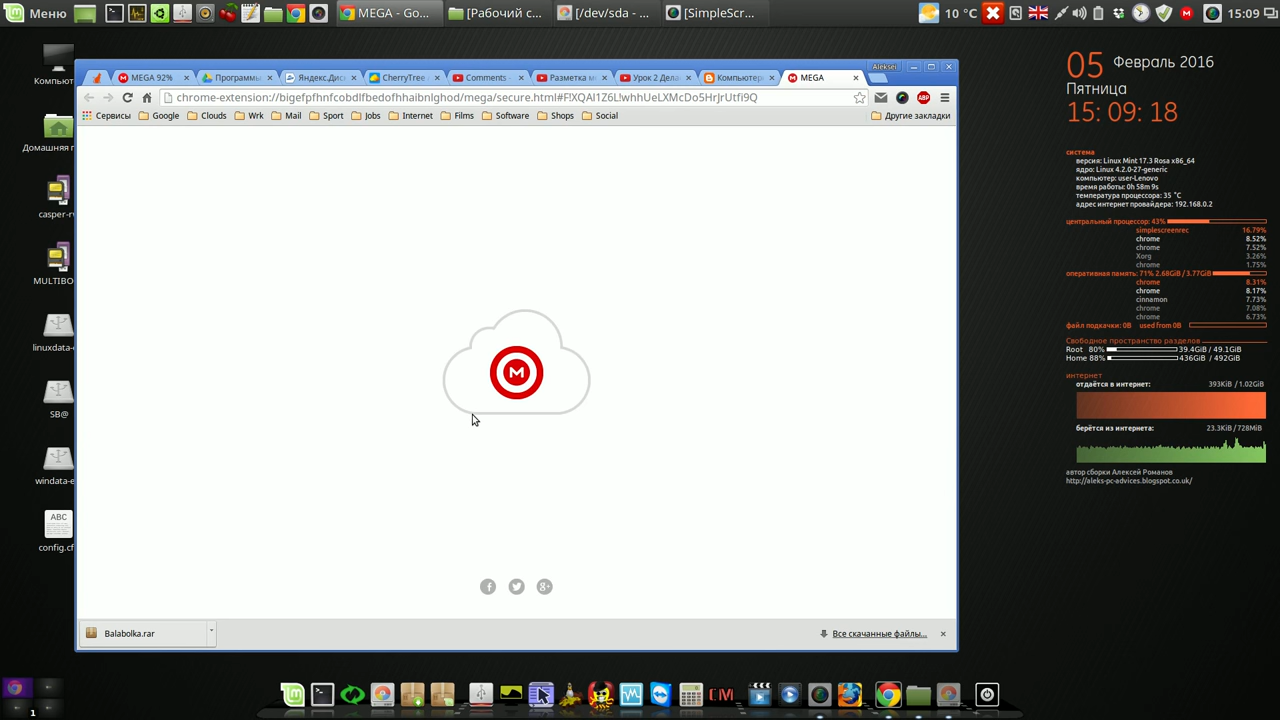 Меню
MEGA - Go...
[Рабочий с...
[/dev/sda - ...
[SimpleScr...
10 °C
15:09
Компьют
Домашняя п
casper-r
MULTIBO
linuxdata-
SB@
windata-e
ABC
config.cf
Aleksei
MEGA 92%
Программы
Яндекс.Дис
CherryTree
Comments -
Разметка м
Урок 2 Дела
Компьютер
MEGA
Сервисы
Google
Clouds
Wrk
Mail
Sport
Jobs
Internet
Films
Software
Shops
Social
Другие закладки
ABP
M
Balabolka.rar
Все скачанные файлы...
05 Февраль 2016
Пятница
15: 09: 18
система
версия: Linux Mint 17.3 Rosa x86_64
ядро: Linux 4.2.0-27-generic
компьютер: user-Lenovo
время работы: 0h 58m 9s
температура процессора: 35 °C
адрес интернет провайдера: 192.168.0.2
центральный процессор: 43%
simplescreenrec 16.79%
chrome 8.52%
chrome 7.52%
Xorg 3.26%
chrome 1.75%
оперативная память: 71% 2.68GiB / 3.77GiB
chrome 8.31%
chrome 8.17%
cinnamon 7.73%
chrome 7.08%
chrome 6.73%
файл подкачки: 0B used from 0B
Свободное пространство разделов
Root 80% 39.4GiB / 49.1GiB
Home 88% 436GiB / 492GiB
интернет
отдаётся в интернет: 393KiB / 1.02GiB
берётся из интернета: 23.3KiB / 728MiB
автор сборки Алексей Романов
http://aleks-pc-advices.blogspot.co.uk/
1